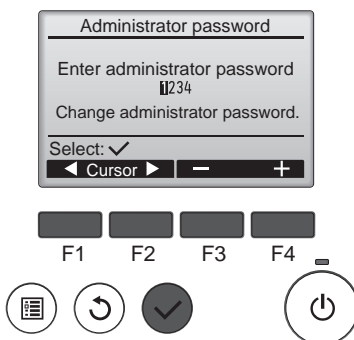 Administrator password
Enter administrator password
1234
Change administrator password.
Select: ✓
◀ Cursor ▶ − +
F1 F2 F3 F4